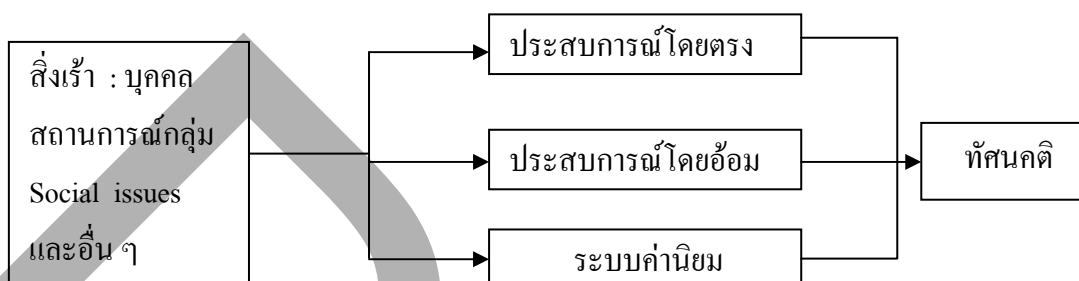 สิ่งเร้า : บุคคล
สถานการณ์กลุ่ม
Social issues
และอื่น ๆ
ประสบการณ์โดยตรง
ประสบการณ์โดยอ้อม
ระบบค่านิยม
ทัศนคติ